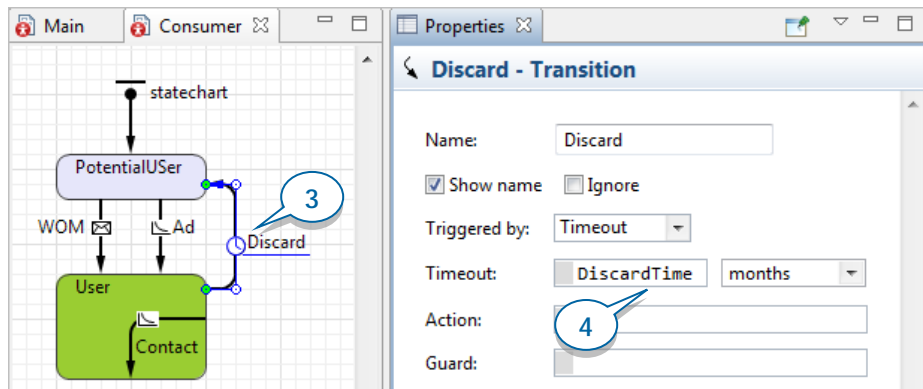 Main
Consumer
statechart
PotentialUSer
3
WOM
Ad
Discard
User
Contact
Properties
Discard - Transition
Name: Discard
Show name Ignore
Triggered by: Timeout
Timeout: DiscardTime months
4
Action:
Guard: